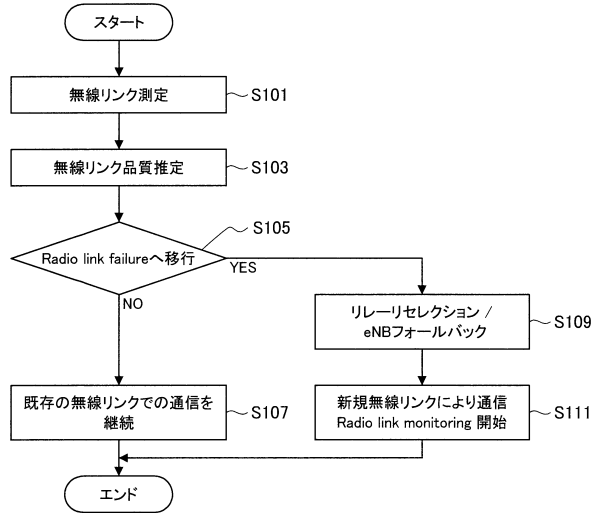 スタート
無線リンク測定
S101
無線リンク品質推定
S103
Radio link failureへ移行
S105
YES
NO
リレーリセレクション /
eNBフォールバック
S109
既存の無線リンクでの通信を
継続
S107
新規無線リンクにより通信
Radio link monitoring 開始
S111
エンド